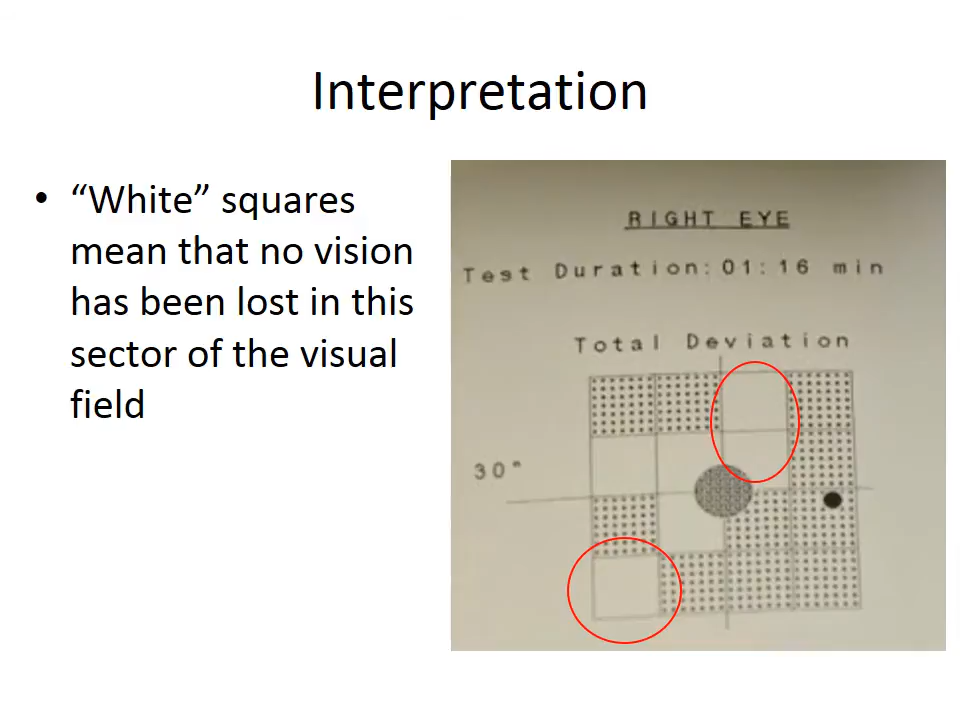 Interpretation
• “White” squares
mean that no vision
has been lost in this
sector of the visual
field
RIGHT EYE
Test Duration:01:16 min
Total Deviation
30°